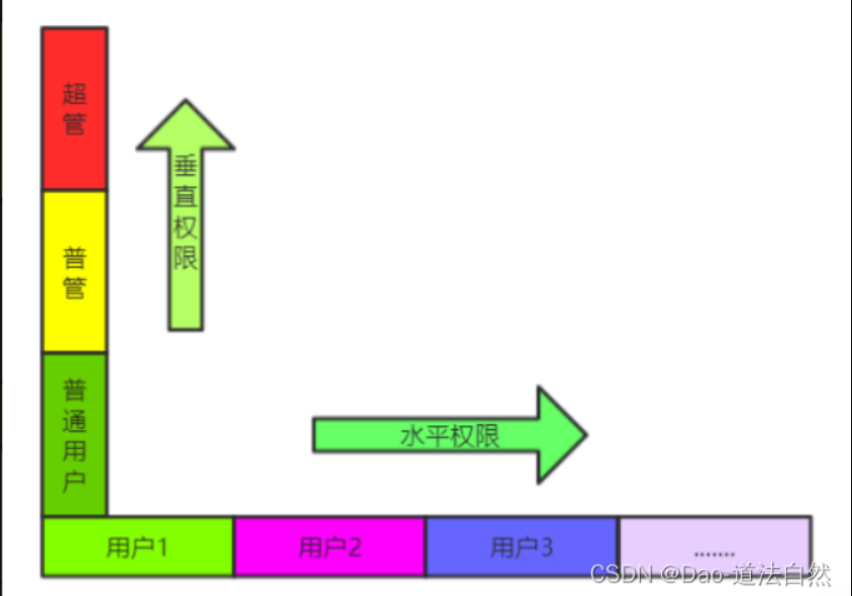 超管
垂直权限
普管
普通用户
水平权限
用户1
用户2
用户3
.......
CSDN @Dao-道法自然